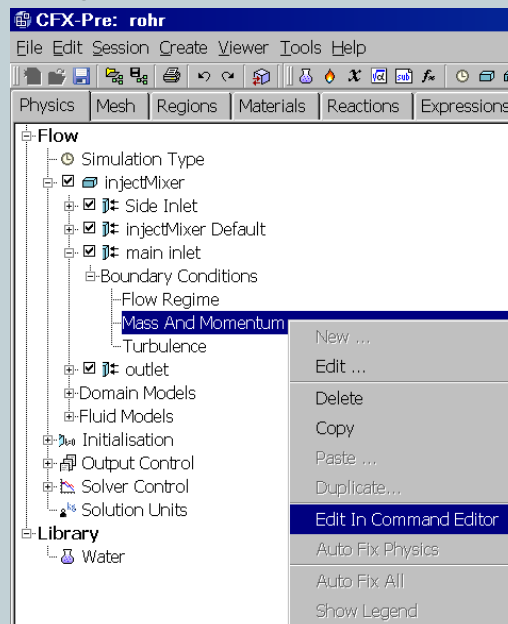 CFX-Pre: rohr
File Edit Session Create Viewer Tools Help
Physics Mesh Regions Materials Reactions Expressions
Flow
Simulation Type
injectMixer
Side Inlet
injectMixer Default
main inlet
Boundary Conditions
Flow Regime
Mass And Momentum
Turbulence
outlet
Domain Models
Fluid Models
Initialisation
Output Control
Solver Control
Solution Units
Library
Water
New ...
Edit ...
Delete
Copy
Paste ...
Duplicate...
Edit In Command Editor
Auto Fix Physics
Auto Fix All
Show Legend